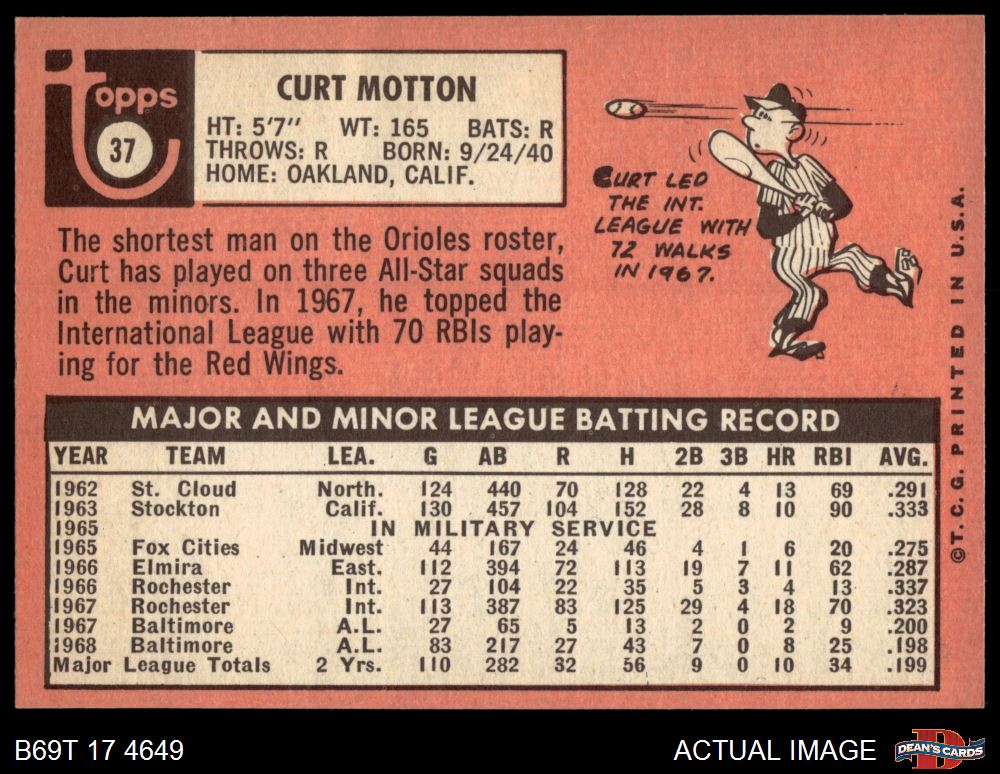 topps
37
CURT MOTTON
HT: 5'7" WT: 165 BATS: R
THROWS: R BORN: 9/24/40
HOME: OAKLAND, CALIF.
The shortest man on the Orioles roster,
Curt has played on three All-Star squads
in the minors. In 1967, he topped the
International League with 70 RBIs play-
ing for the Red Wings.
CURT LED
THE INT.
LEAGUE WITH
72 WALKS
IN 1967.
MAJOR AND MINOR LEAGUE BATTING RECORD
YEAR TEAM LEA. G AB R H 2B 3B HR RBI AVG.
1962 St. Cloud North. 124 440 70 128 22 4 13 69 .291
1963 Stockton Calif. 130 457 104 152 28 8 10 90 .333
1965 IN MILITARY SERVICE
1965 Fox Cities Midwest 44 167 24 46 4 1 6 20 .275
1966 Elmira East. 112 394 72 113 19 7 11 62 .287
1966 Rochester Int. 27 104 22 35 5 3 4 13 .337
1967 Rochester Int. 113 387 83 125 29 4 18 70 .323
1967 Baltimore A.L. 27 65 5 13 2 0 2 9 .200
1968 Baltimore A.L. 83 217 27 43 7 0 8 25 .198
Major League Totals 2 Yrs. 110 282 32 56 9 0 10 34 .199
©T.C.G. PRINTED IN U.S.A.
B69T 17 4649
ACTUAL IMAGE
DEAN'S CARDS